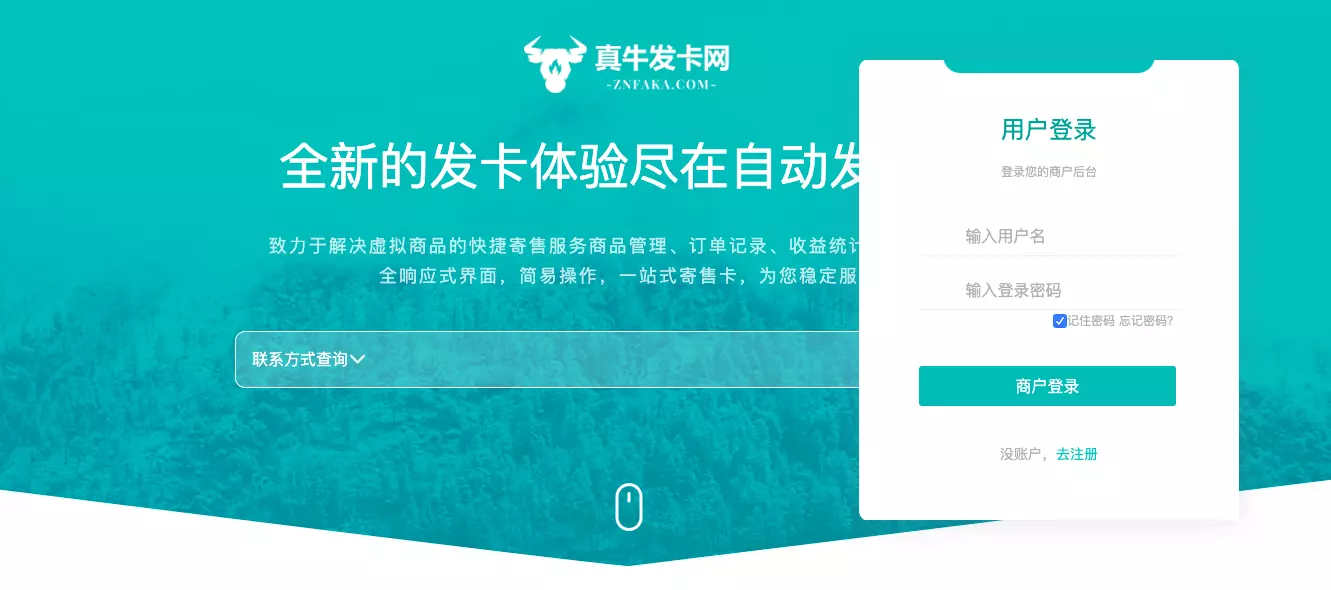 真牛发卡网
-ZNFAKA.COM-
全新的发卡体验尽在自动发
致力于解决虚拟商品的快捷寄售服务商品管理、订单记录、收益统计
全响应式界面，简易操作，一站式寄售卡，为您稳定服
联系方式查询
用户登录
登录您的商户后台
输入用户名
输入登录密码
记住密码 忘记密码?
商户登录
没账户，去注册